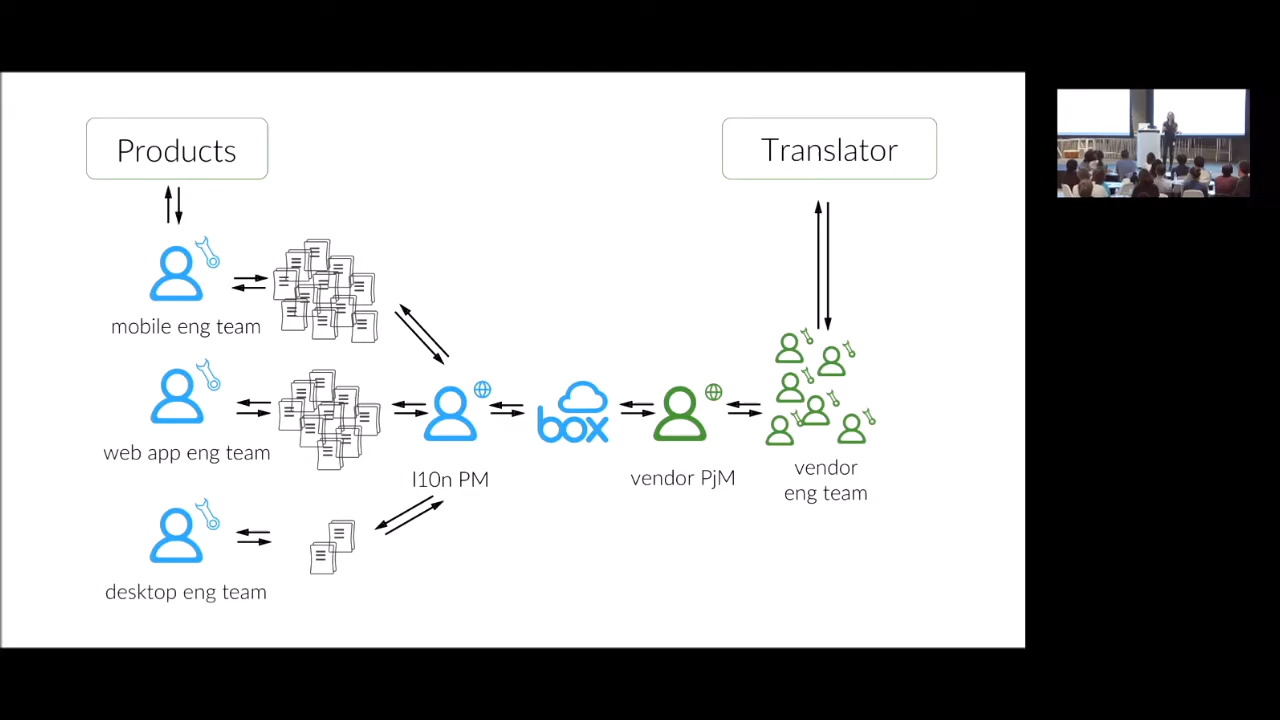 Products
Translator
mobile eng team
web app eng team
box
l10n PM
vendor PjM
vendor
eng team
desktop eng team